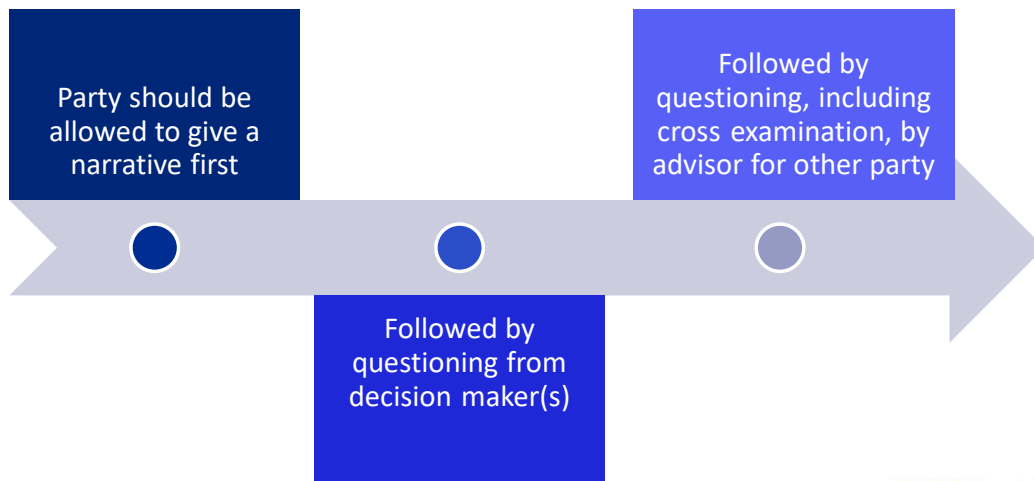 Party should be
allowed to give a
narrative first
Followed by
questioning from
decision maker(s)
Followed by
questioning, including
cross examination, by
advisor for other party